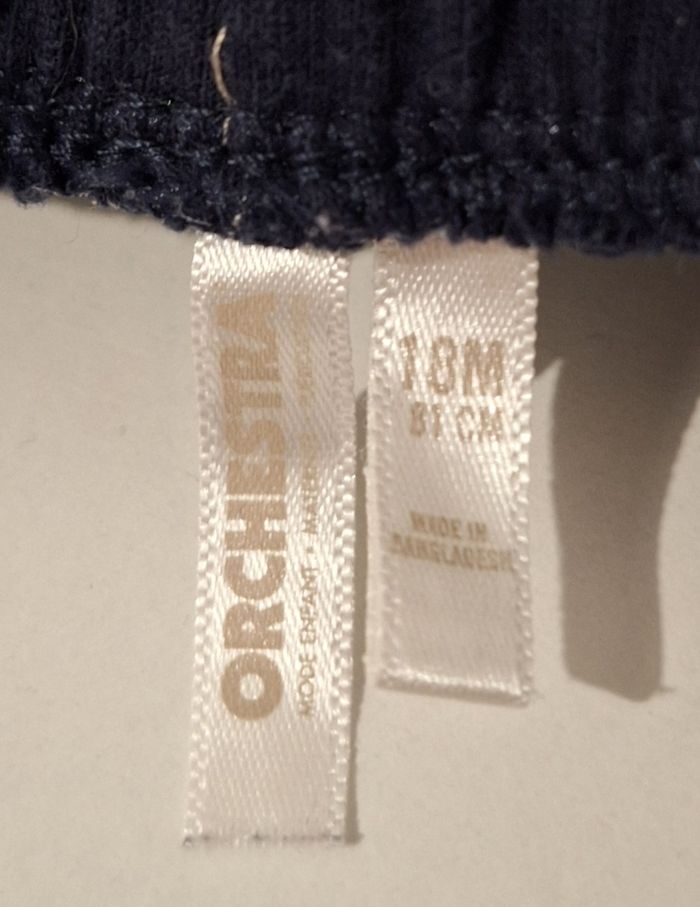 ORCHESTRA
MODE ENFANT •
18M
81 CM
MADE IN
BANGLADESH